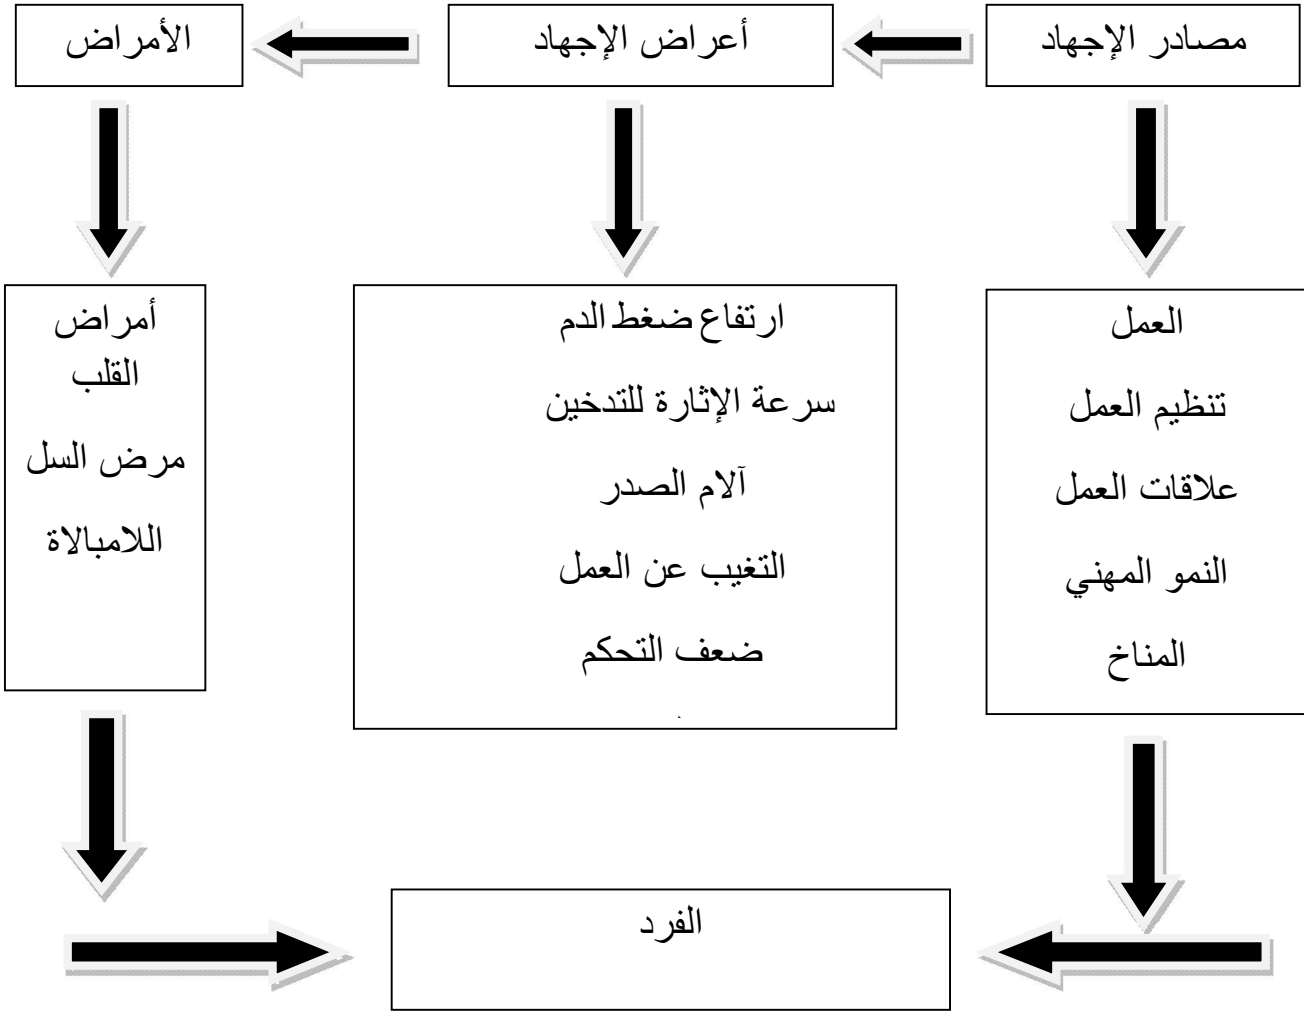 مصادر الإجهاد
أعراض الإجهاد
الأمراض
العمل
تنظيم العمل
علاقات العمل
النمو المهني
المناخ
ارتفاع ضغط الدم
سرعة الإثارة للتدخين
آلام الصدر
التغيب عن العمل
ضعف التحكم
أمراض
القلب
مرض السل
اللامبالاة
الفرد